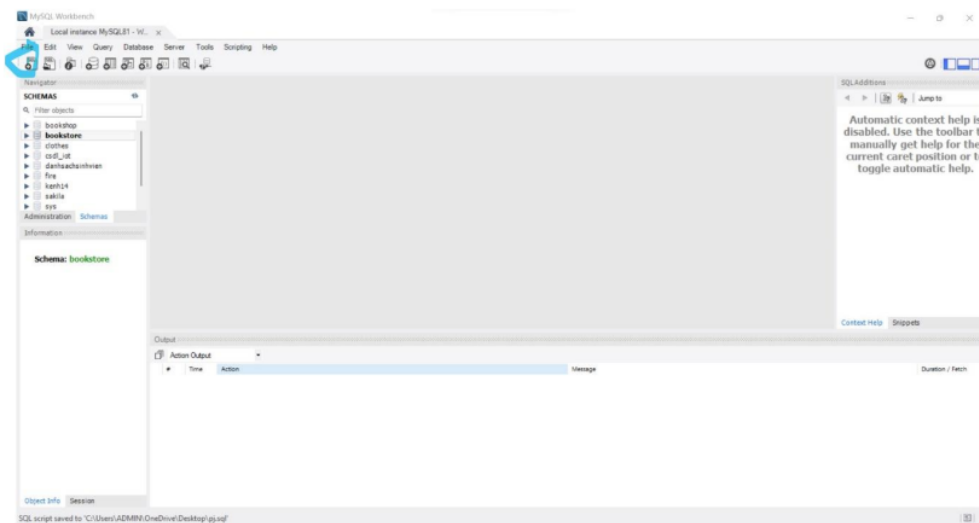 MySQL Workbench
Local instance MySQL81 - W... x
File Edit View Query Database Server Tools Scripting Help
Navigator
SCHEMAS
Filter objects
bookshop
bookstore
clothes
csdl_iot
danhsachsinhvien
fire
kenh14
sakila
sys
Administration Schemas
Information
Schema: bookstore
Object Info Session
SQLAdditions
Jump to
Automatic context help is
disabled. Use the toolbar t
manually get help for the
current caret position or t
toggle automatic help.
Context Help Snippets
Output
Action Output
# Time Action Message Duration / Fetch
SQL script saved to 'C:\Users\ADMIN\OneDrive\Desktop\pj.sql'